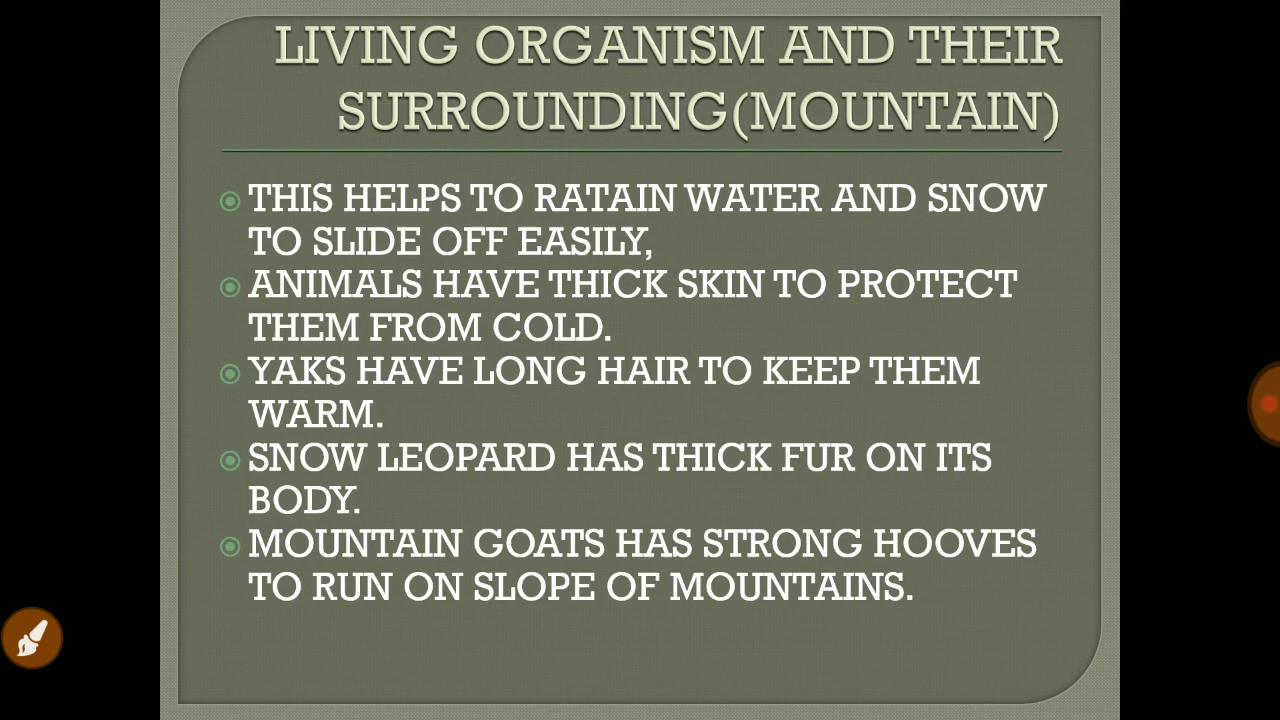 LIVING ORGANISM AND THEIR
SURROUNDING(MOUNTAIN)
THIS HELPS TO RATAIN WATER AND SNOW
TO SLIDE OFF EASILY,
ANIMALS HAVE THICK SKIN TO PROTECT
THEM FROM COLD.
YAKS HAVE LONG HAIR TO KEEP THEM
WARM.
SNOW LEOPARD HAS THICK FUR ON ITS
BODY.
MOUNTAIN GOATS HAS STRONG HOOVES
TO RUN ON SLOPE OF MOUNTAINS.